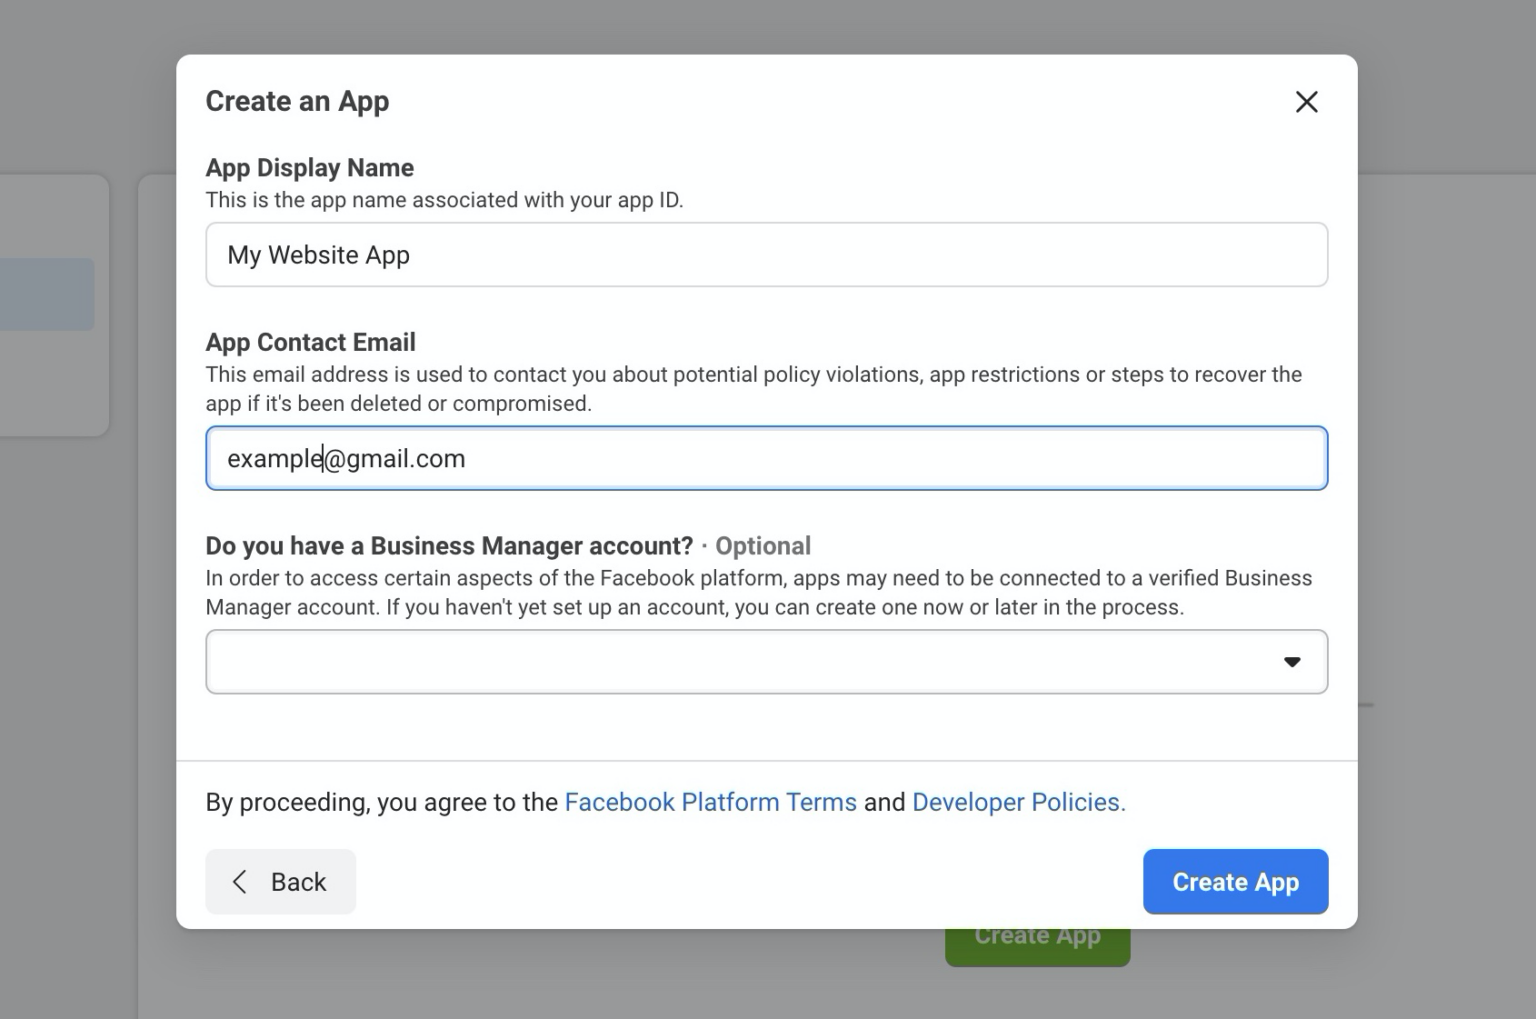 Create an App
App Display Name
This is the app name associated with your app ID.
My Website App
App Contact Email
This email address is used to contact you about potential policy violations, app restrictions or steps to recover the
app if it's been deleted or compromised.
example@gmail.com
Do you have a Business Manager account? · Optional
In order to access certain aspects of the Facebook platform, apps may need to be connected to a verified Business
Manager account. If you haven't yet set up an account, you can create one now or later in the process.
By proceeding, you agree to the Facebook Platform Terms and Developer Policies.
Back
Create App
Create App